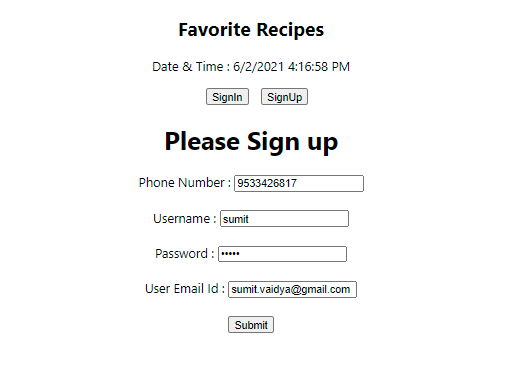 Favorite Recipes
Date & Time : 6/2/2021 4:16:58 PM
SignIn SignUp
Please Sign up
Phone Number : 9533426817
Username : sumit
Password : •••••
User Email Id : sumit.vaidya@gmail.com
Submit